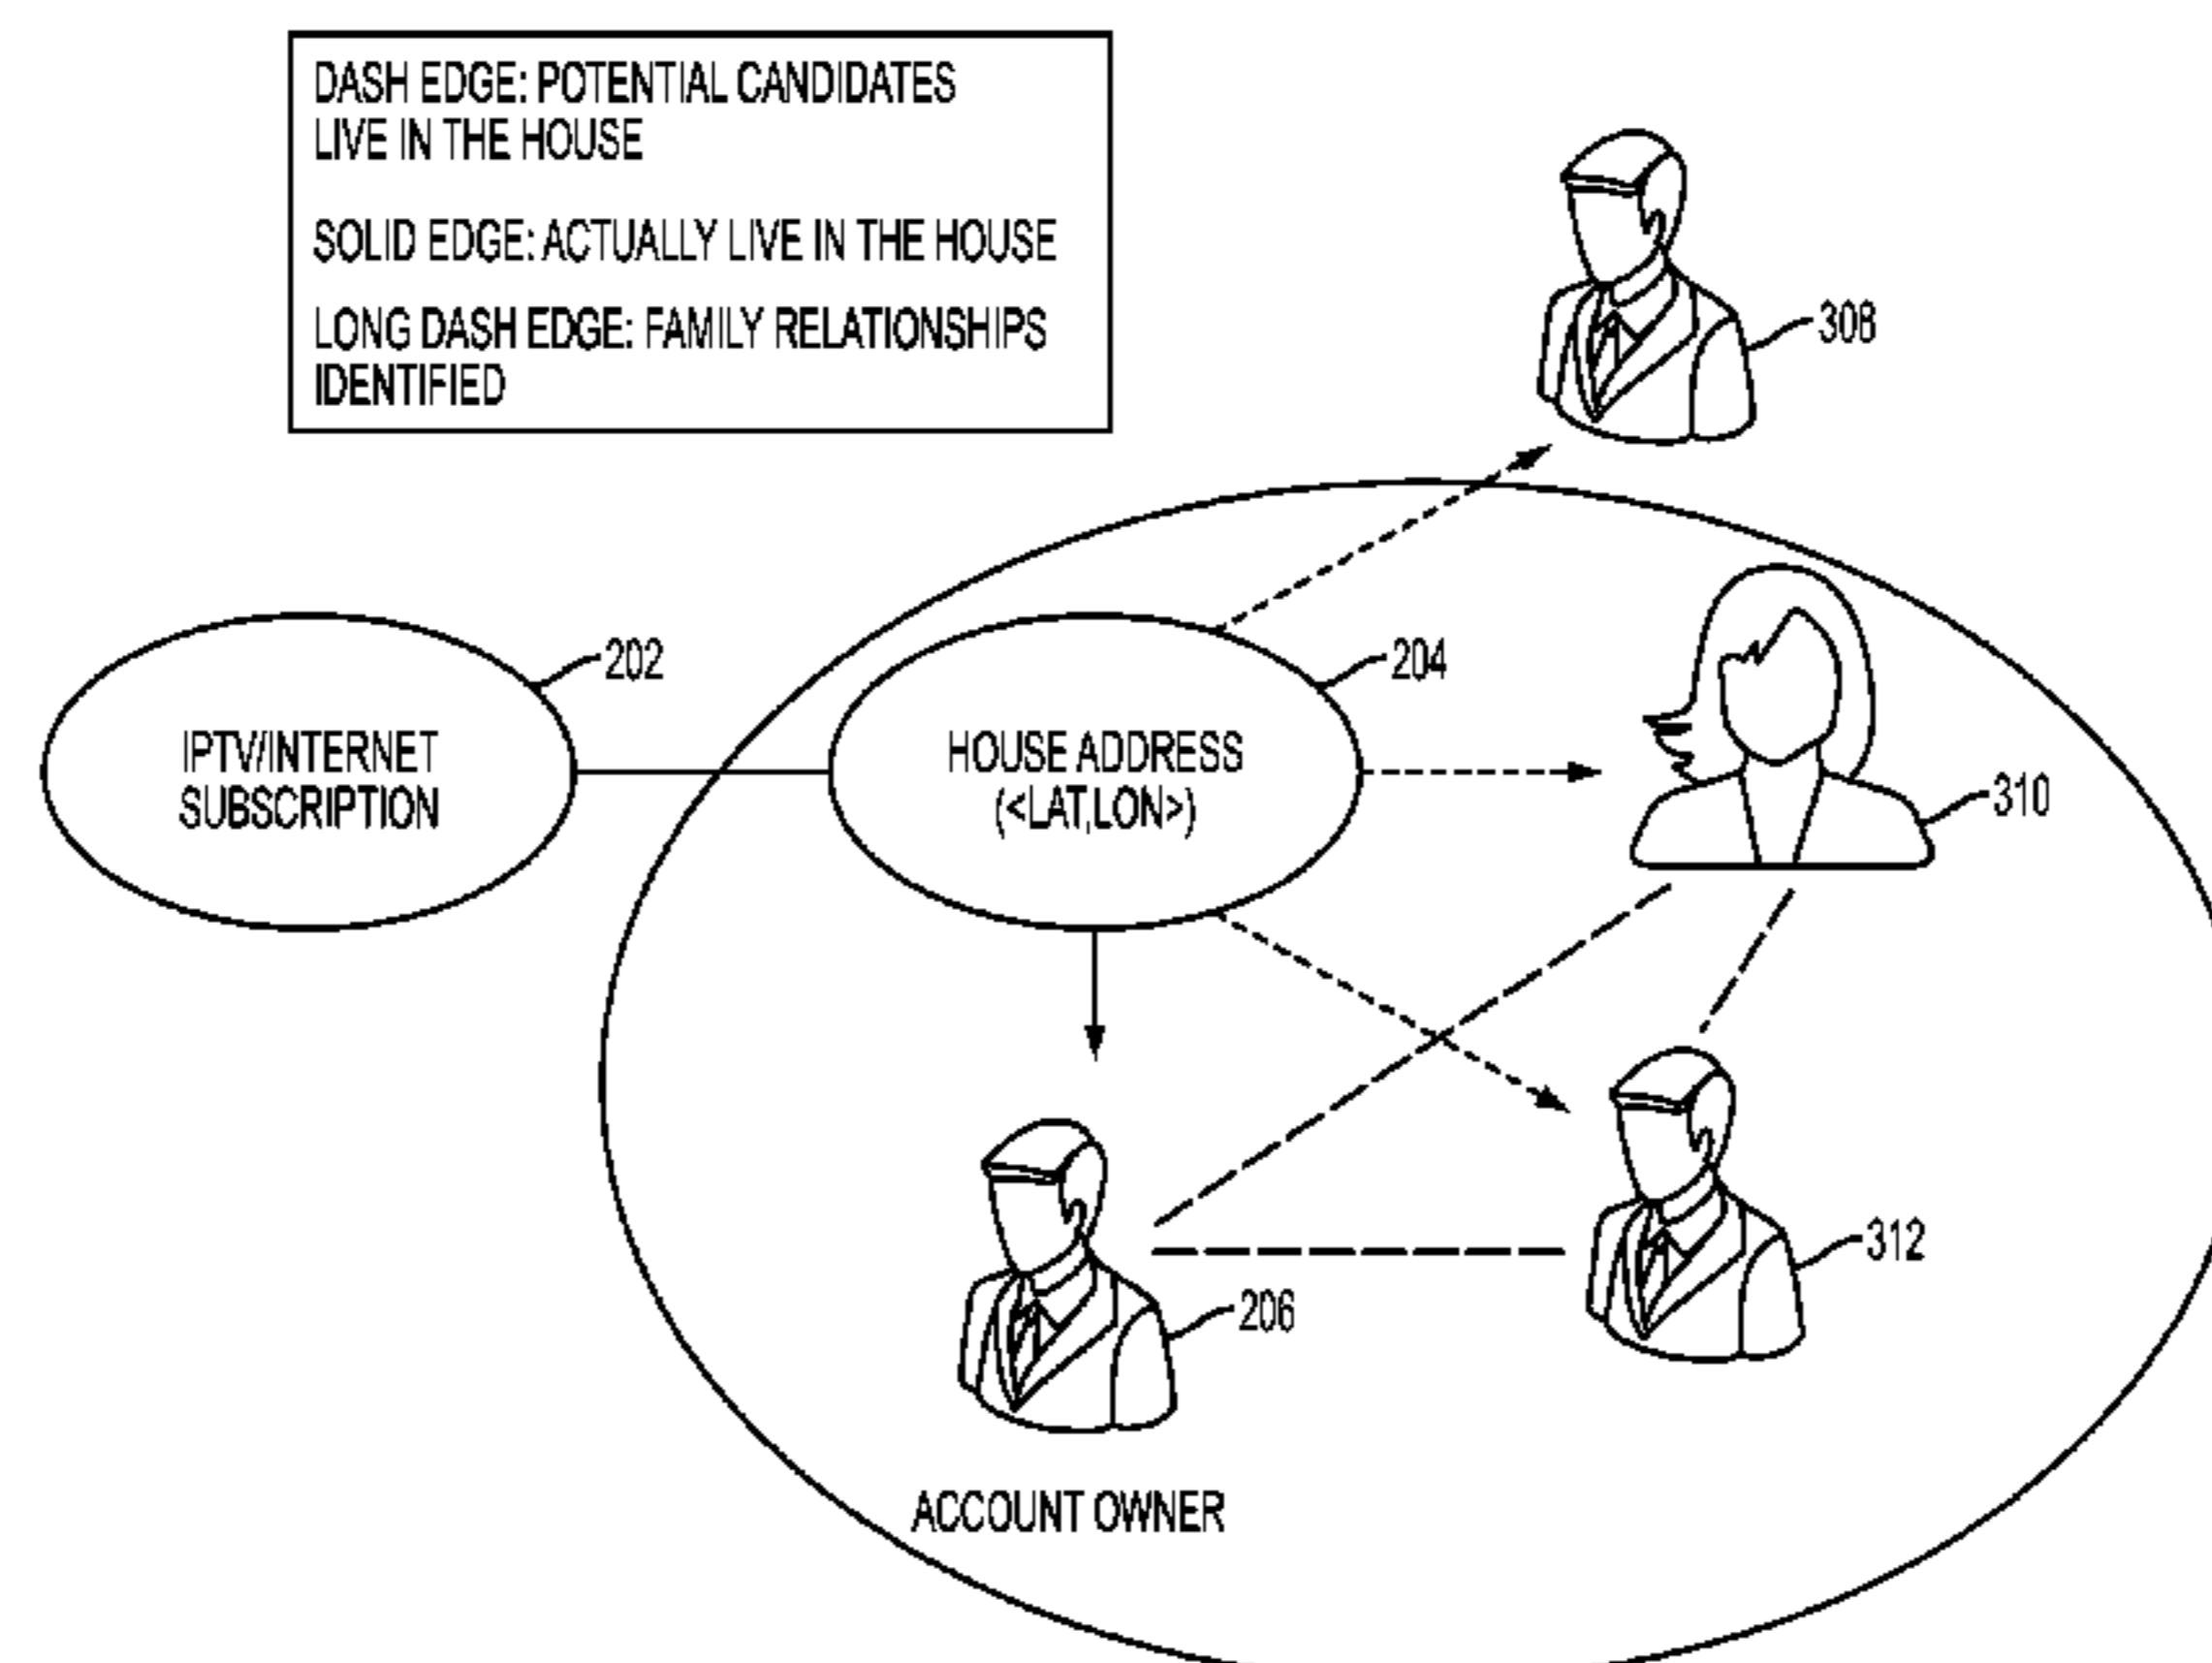 DASH EDGE: POTENTIAL CANDIDATES
LIVE IN THE HOUSE
SOLID EDGE: ACTUALLY LIVE IN THE HOUSE
LONG DASH EDGE: FAMILY RELATIONSHIPS
IDENTIFIED
308
202
204
IPTV/INTERNET
SUBSCRIPTION
HOUSE ADDRESS
(<LAT,LON>)
310
312
206
ACCOUNT OWNER